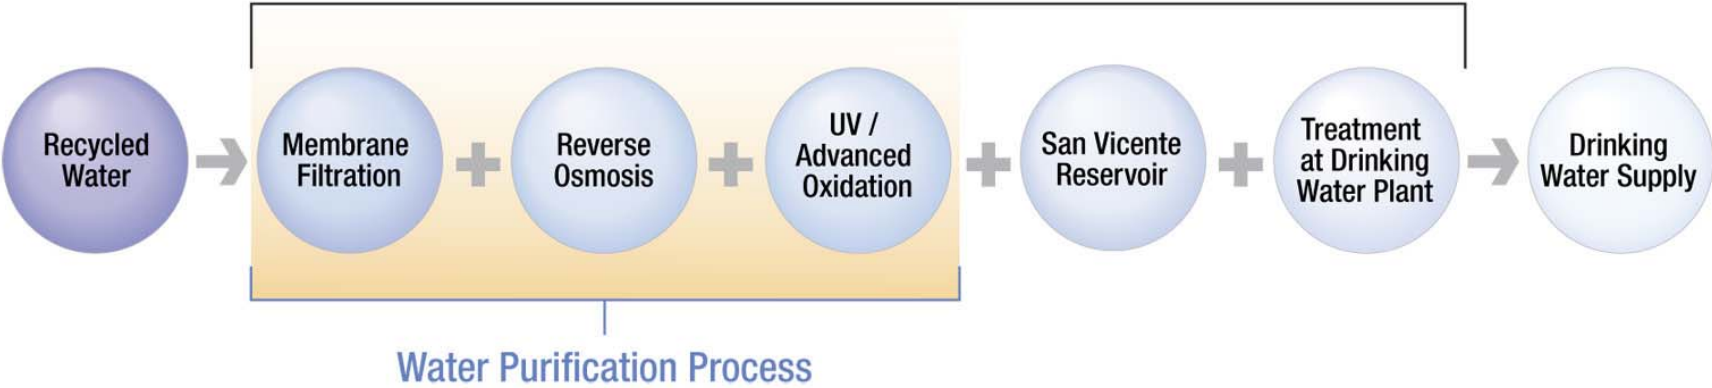 Recycled
Water
Membrane
Filtration
Reverse
Osmosis
UV /
Advanced
Oxidation
San Vicente
Reservoir
Treatment
at Drinking
Water Plant
Drinking
Water Supply
Water Purification Process